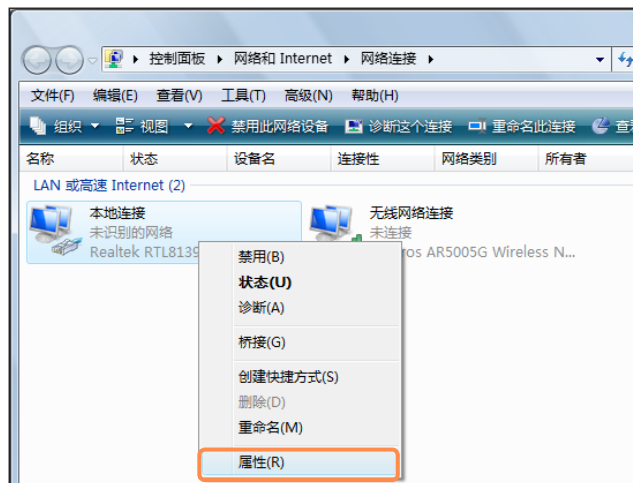 控制面板 ▸ 网络和 Internet ▸ 网络连接 ▸
文件(F) 编辑(E) 查看(V) 工具(T) 高级(N) 帮助(H)
组织 视图 禁用此网络设备 诊断这个连接 重命名此连接
名称 状态 设备名 连接性 网络类别 所有者
LAN 或高速 Internet (2)
本地连接
未识别的网络
Realtek RTL8139
无线网络连接
未连接
ros AR5005G Wireless N...
禁用(B)
状态(U)
诊断(A)
桥接(G)
创建快捷方式(S)
删除(D)
重命名(M)
属性(R)